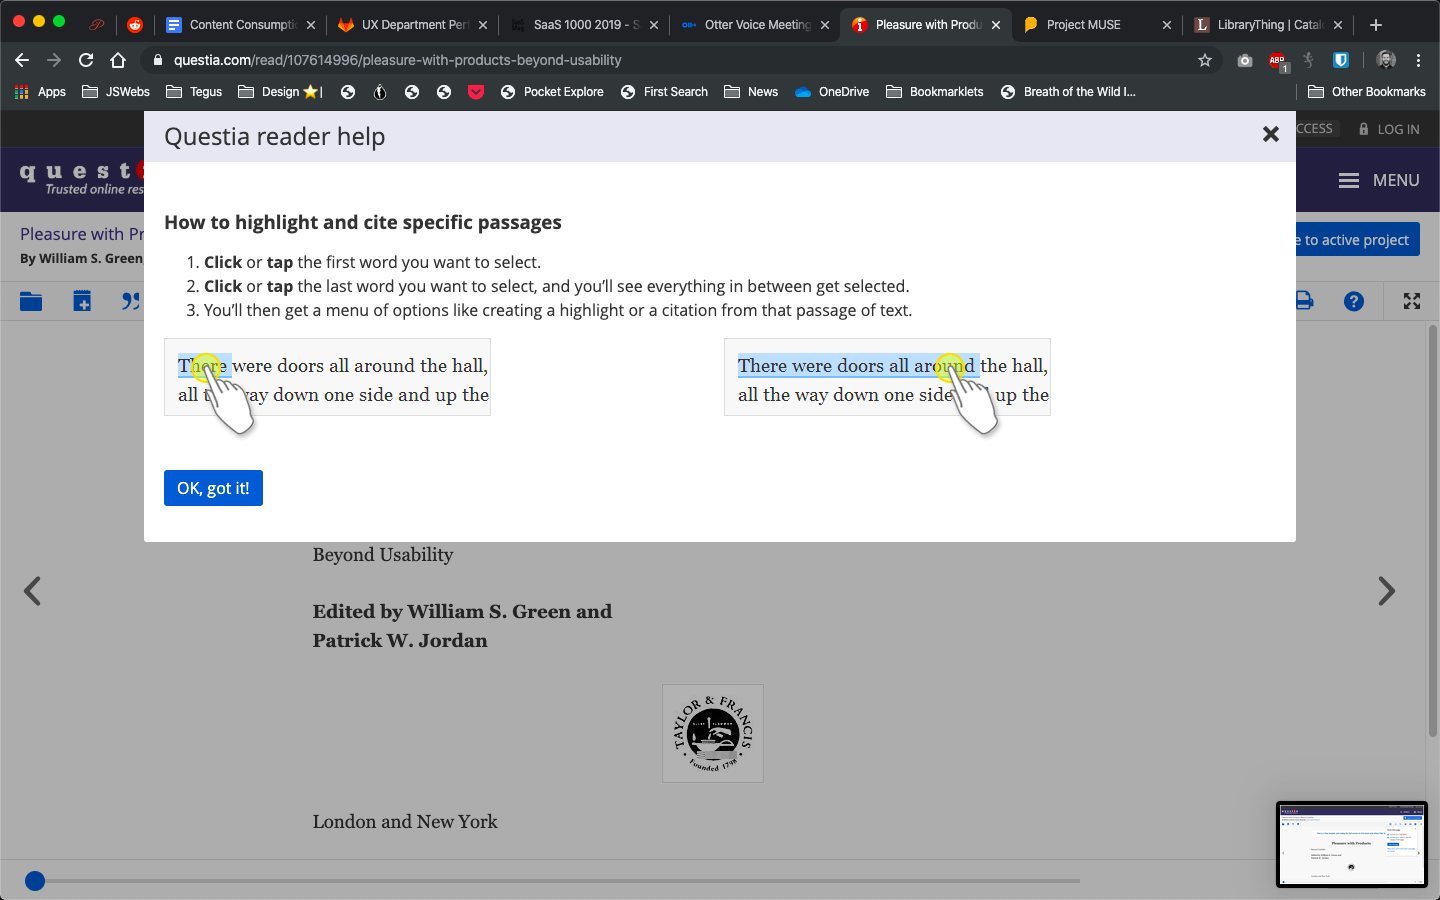 Content Consumptic
UX Department Per
SaaS 1000 2019 - S
Otter Voice Meeting
Pleasure with Produ
Project MUSE
LibraryThing | Catal
questia.com/read/107614996/pleasure-with-products-beyond-usability
ABP
1
Apps
JSWebs
Tegus
Design ⭐ |
Pocket Explore
First Search
News
OneDrive
Bookmarklets
Breath of the Wild I...
Other Bookmarks
Questia reader help
CCESS
LOG IN
quest
Trusted online res
MENU
How to highlight and cite specific passages
Pleasure with Pr
By William S. Green,
e to active project
1. Click or tap the first word you want to select.
2. Click or tap the last word you want to select, and you’ll see everything in between get selected.
3. You’ll then get a menu of options like creating a highlight or a citation from that passage of text.
There were doors all around the hall,
all the way down one side and up the
There were doors all around the hall,
all the way down one side up the
OK, got it!
Beyond Usability
Edited by William S. Green and
Patrick W. Jordan
TAYLOR & FRANCIS
Founded 1798
London and New York
Pleasure with Products